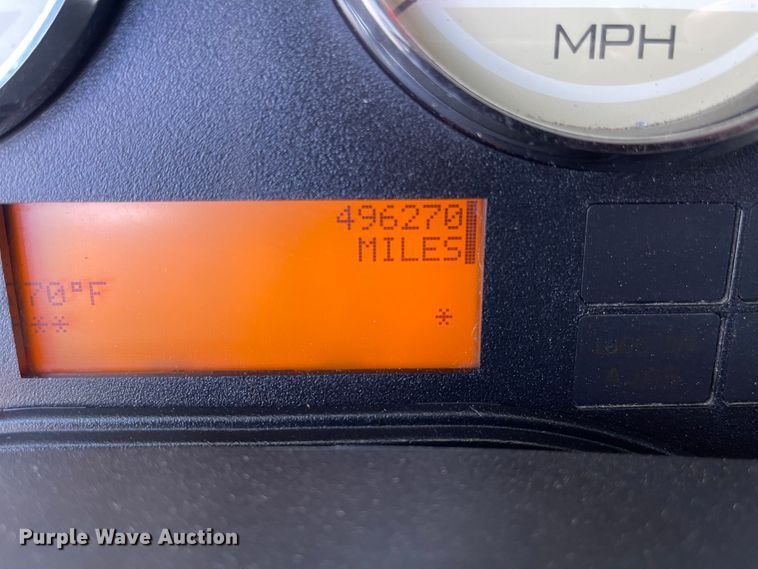 MPH
496270
MILES
70°F
** *
Purple Wave Auction